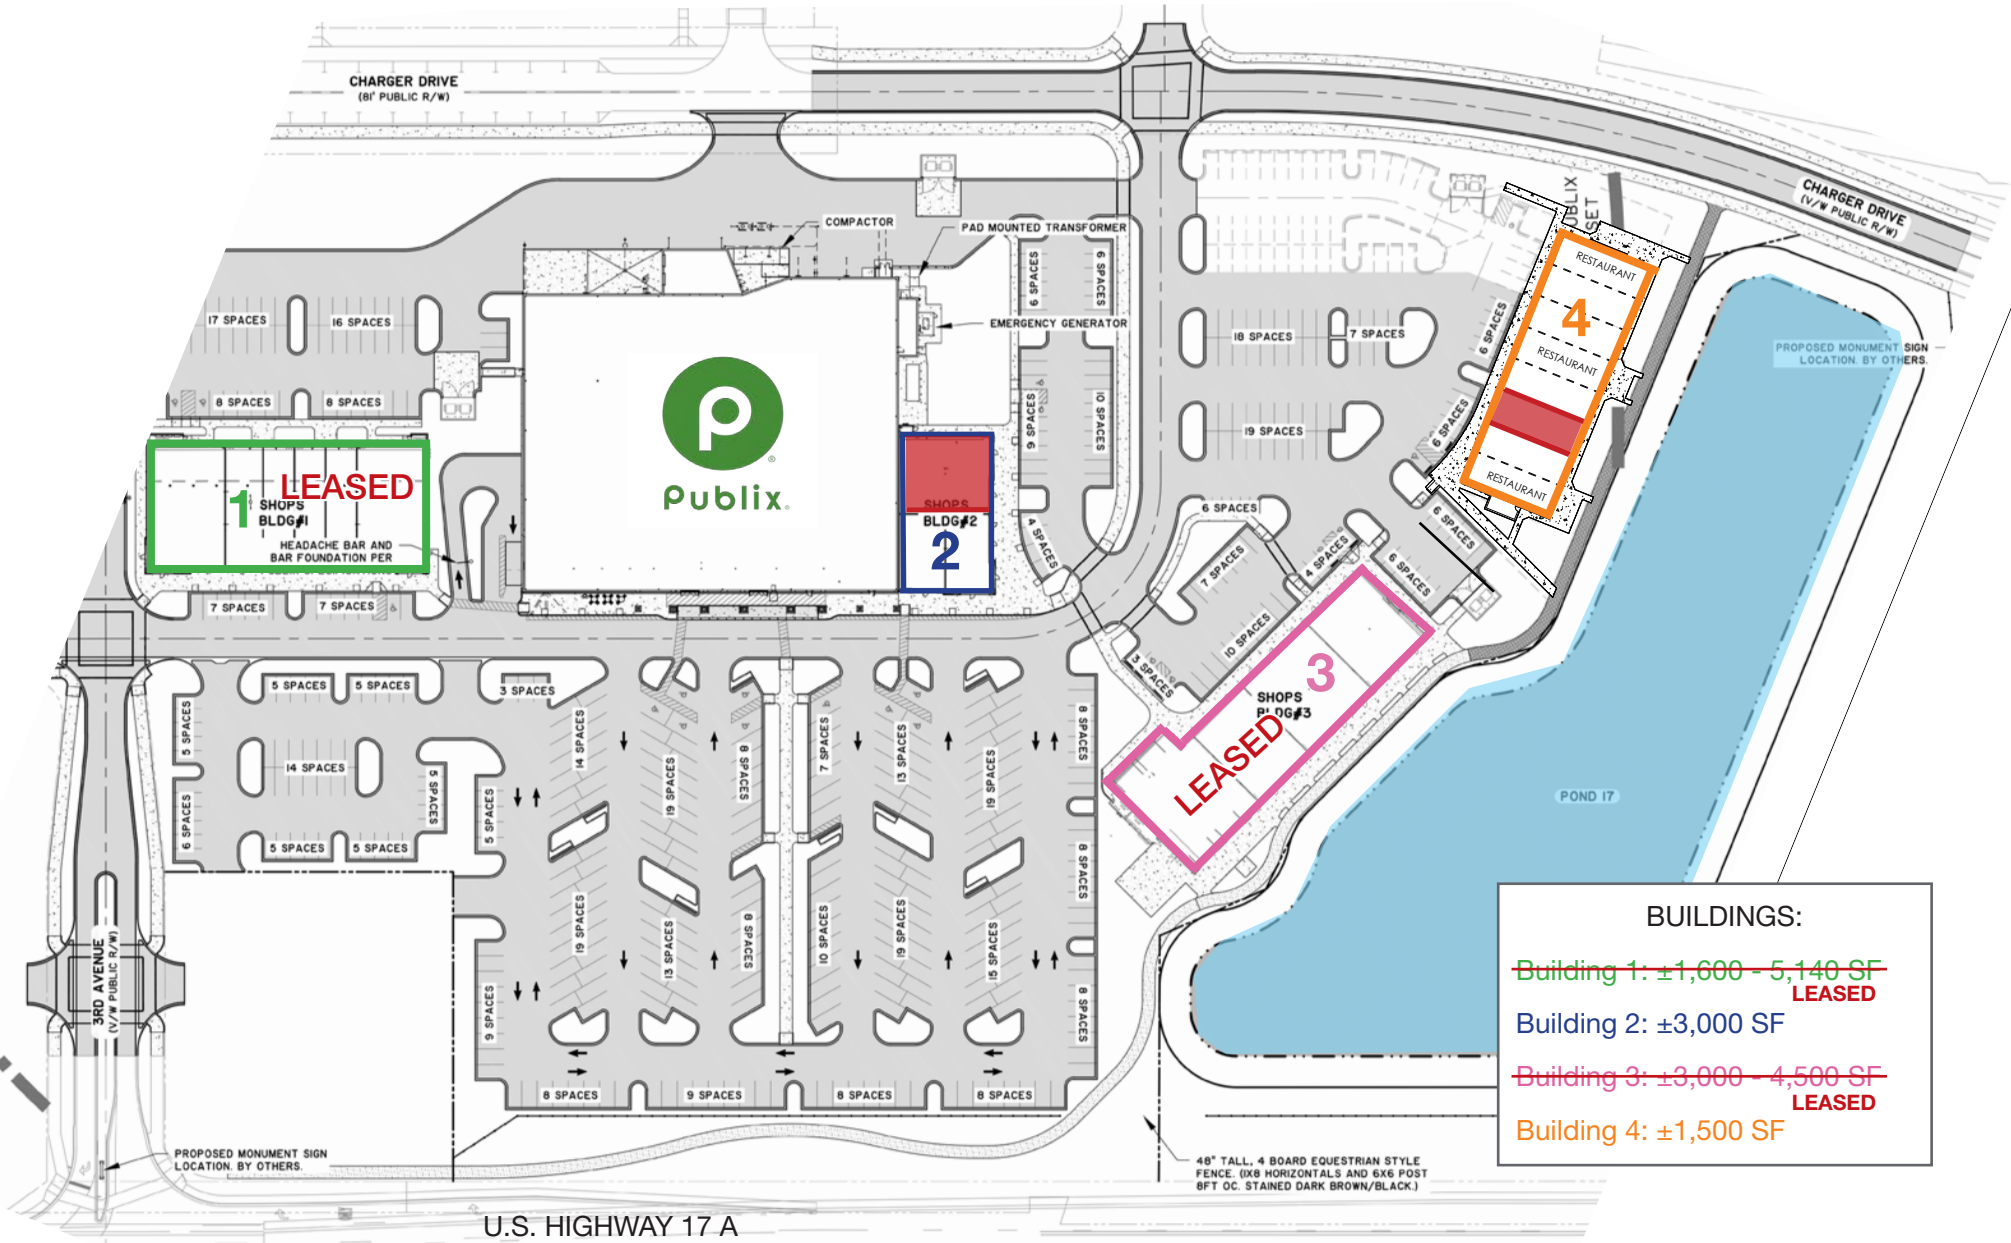 CHARGER DRIVE
(81' PUBLIC R/W)
CHARGER DRIVE
(V/W PUBLIC R/W)
COMPACTOR
PAD MOUNTED TRANSFORMER
EMERGENCY GENERATOR
6 SPACES
6 SPACES
9 SPACES
10 SPACES
4 SPACES
17 SPACES
16 SPACES
8 SPACES
8 SPACES
1
LEASED
SHOPS
BLDG#1
HEADACHE BAR AND
BAR FOUNDATION PER
7 SPACES
7 SPACES
Publix
SHOPS
BLDG#2
2
18 SPACES
7 SPACES
19 SPACES
6 SPACES
6 SPACES
SET
RESTAURANT
4
RESTAURANT
RESTAURANT
PROPOSED MONUMENT SIGN
LOCATION. BY OTHERS.
6 SPACES
6 SPACES
7 SPACES
4 SPACES
6 SPACES
10 SPACES
3 SPACES
3
SHOPS
BLDG#3
LEASED
POND 17
5 SPACES
5 SPACES
3 SPACES
5 SPACES
14 SPACES
6 SPACES
5 SPACES
5 SPACES
5 SPACES
5 SPACES
9 SPACES
14 SPACES
19 SPACES
8 SPACES
7 SPACES
13 SPACES
19 SPACES
8 SPACES
19 SPACES
13 SPACES
8 SPACES
10 SPACES
19 SPACES
15 SPACES
8 SPACES
8 SPACES
8 SPACES
9 SPACES
8 SPACES
8 SPACES
3RD AVENUE
(V/W PUBLIC R/W)
PROPOSED MONUMENT SIGN
LOCATION. BY OTHERS.
48" TALL, 4 BOARD EQUESTRIAN STYLE
FENCE. (1X8 HORIZONTALS AND 6X6 POST
8FT OC. STAINED DARK BROWN/BLACK.)
U.S. HIGHWAY 17 A
BUILDINGS:
Building 1: ±1,600 - 5,140 SF
LEASED
Building 2: ±3,000 SF
Building 3: ±3,000 - 4,500 SF
LEASED
Building 4: ±1,500 SF